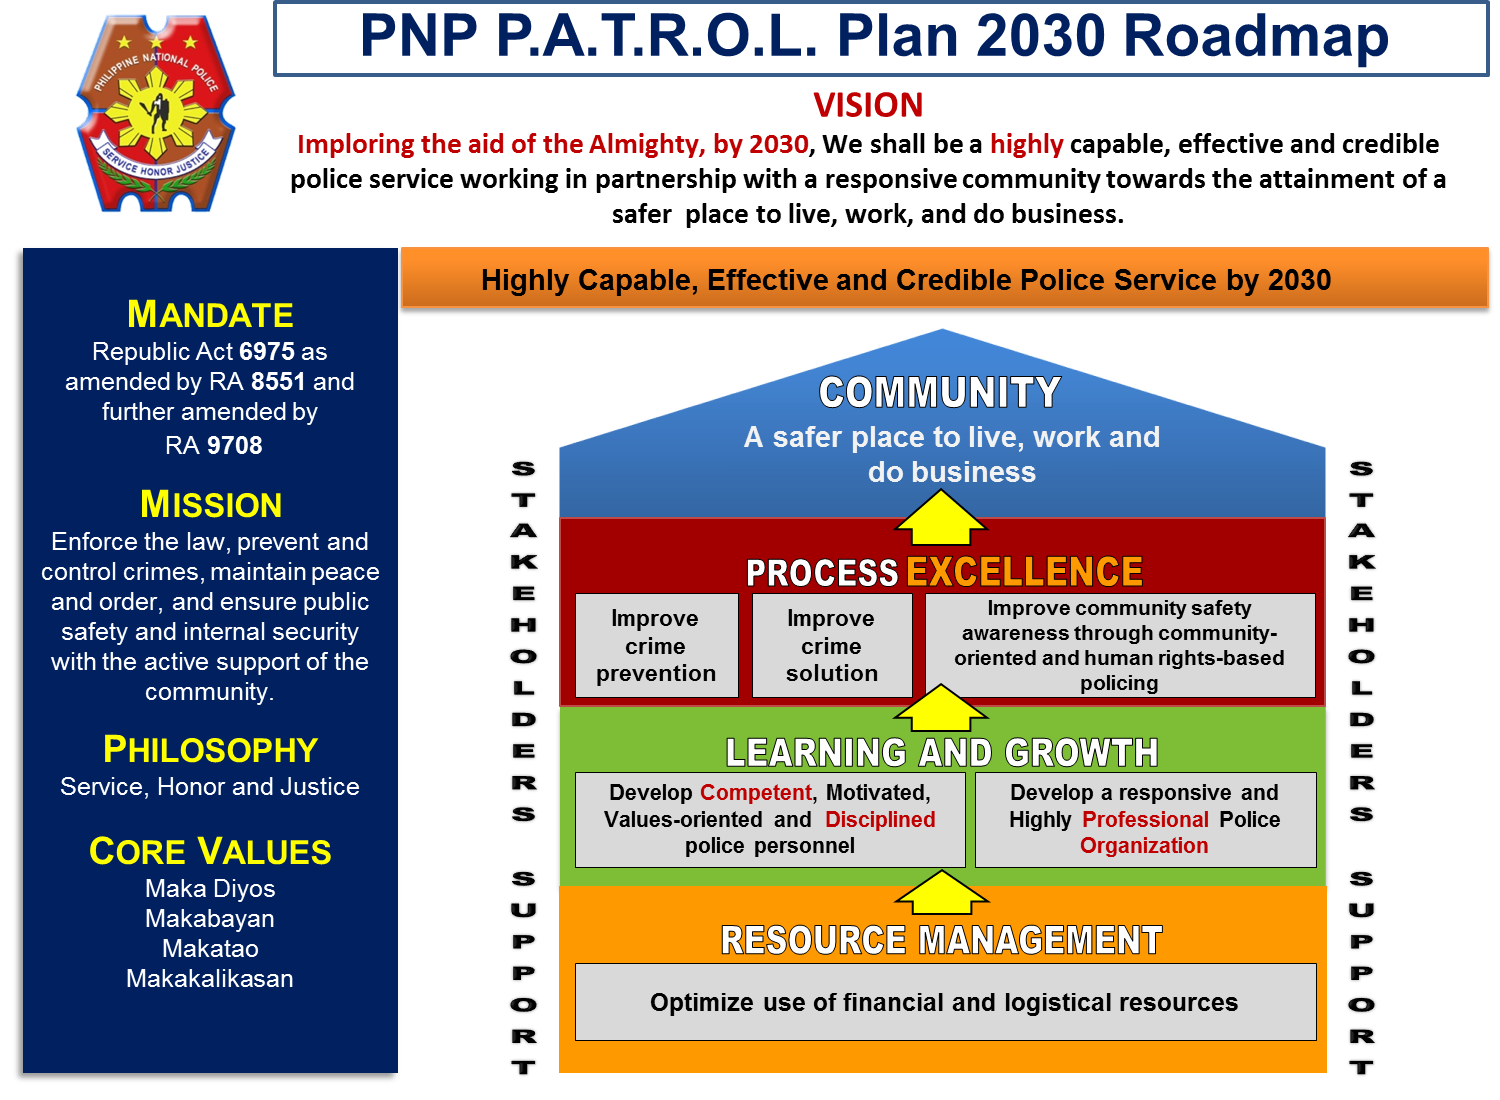 PNP P.A.T.R.O.L. Plan 2030 Roadmap
PHILIPPINE NATIONAL POLICE
SERVICE HONOR JUSTICE
VISION
Imploring the aid of the Almighty, by 2030, We shall be a highly capable, effective and credible
police service working in partnership with a responsive community towards the attainment of a
safer place to live, work, and do business.
MANDATE
Republic Act 6975 as
amended by RA 8551 and
further amended by
RA 9708
MISSION
Enforce the law, prevent and
control crimes, maintain peace
and order, and ensure public
safety and internal security
with the active support of the
community.
PHILOSOPHY
Service, Honor and Justice
CORE VALUES
Maka Diyos
Makabayan
Makatao
Makakalikasan
Highly Capable, Effective and Credible Police Service by 2030
STAKEHOLDERS SUPPORT
COMMUNITY
A safer place to live, work and
do business
PROCESS EXCELLENCE
Improve
crime
prevention
Improve
crime
solution
Improve community safety
awareness through community-
oriented and human rights-based
policing
LEARNING AND GROWTH
Develop Competent, Motivated,
Values-oriented and Disciplined
police personnel
Develop a responsive and
Highly Professional Police
Organization
RESOURCE MANAGEMENT
Optimize use of financial and logistical resources
STAKEHOLDERS SUPPORT